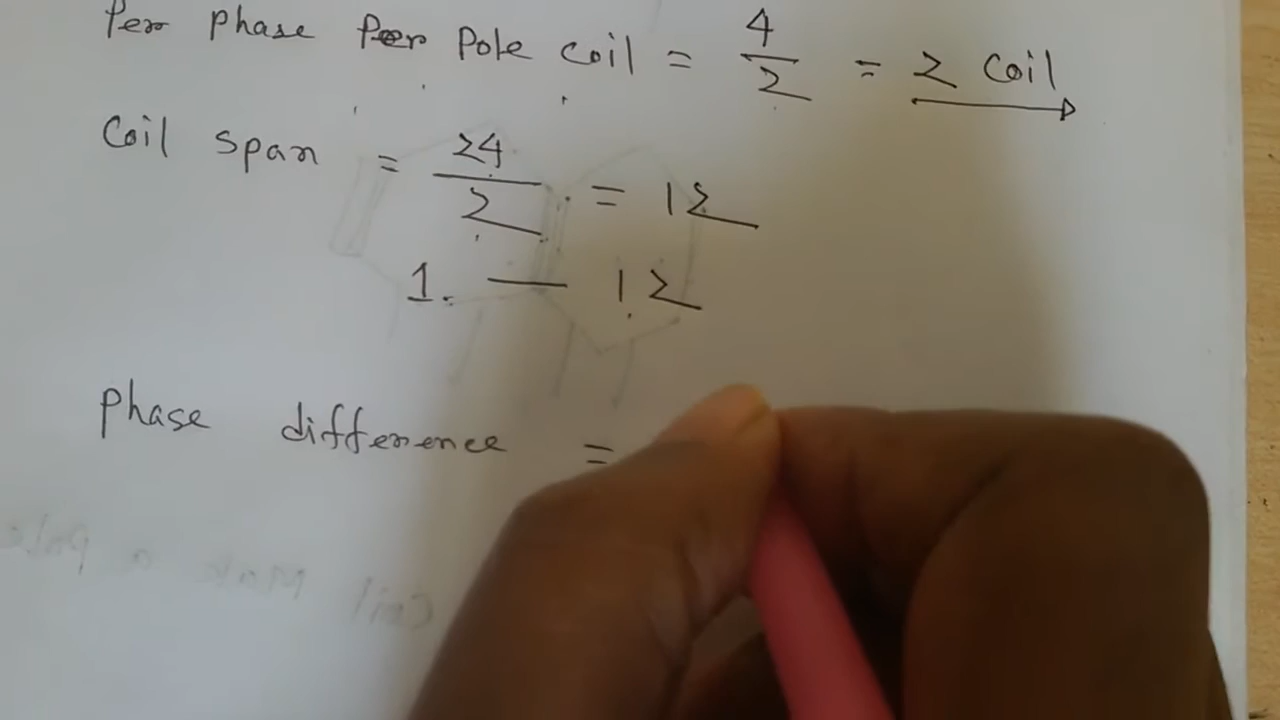 Per phase Per Pole coil = 4/2 = 2 coil
Coil span = 24/2 = 12
1. — 12
phase difference =